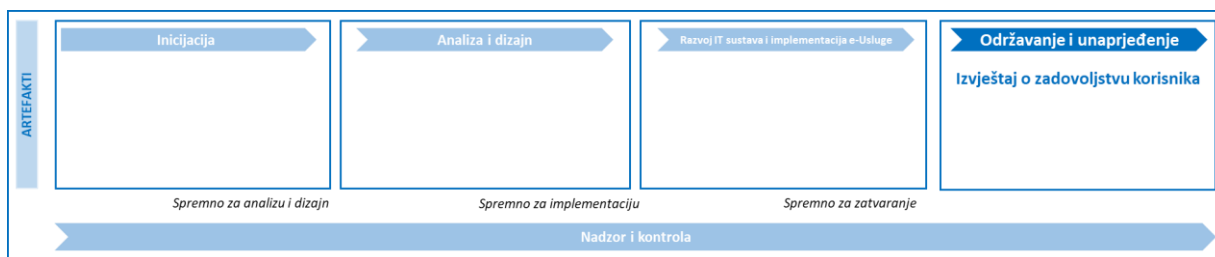 ARTEFAKTI
Inicijacija
Analiza i dizajn
Razvoj IT sustava i implementacija e-Usluge
Održavanje i unaprjeđenje
Izvještaj o zadovoljstvu korisnika
Spremno za analizu i dizajn
Spremno za implementaciju
Spremno za zatvaranje
Nadzor i kontrola